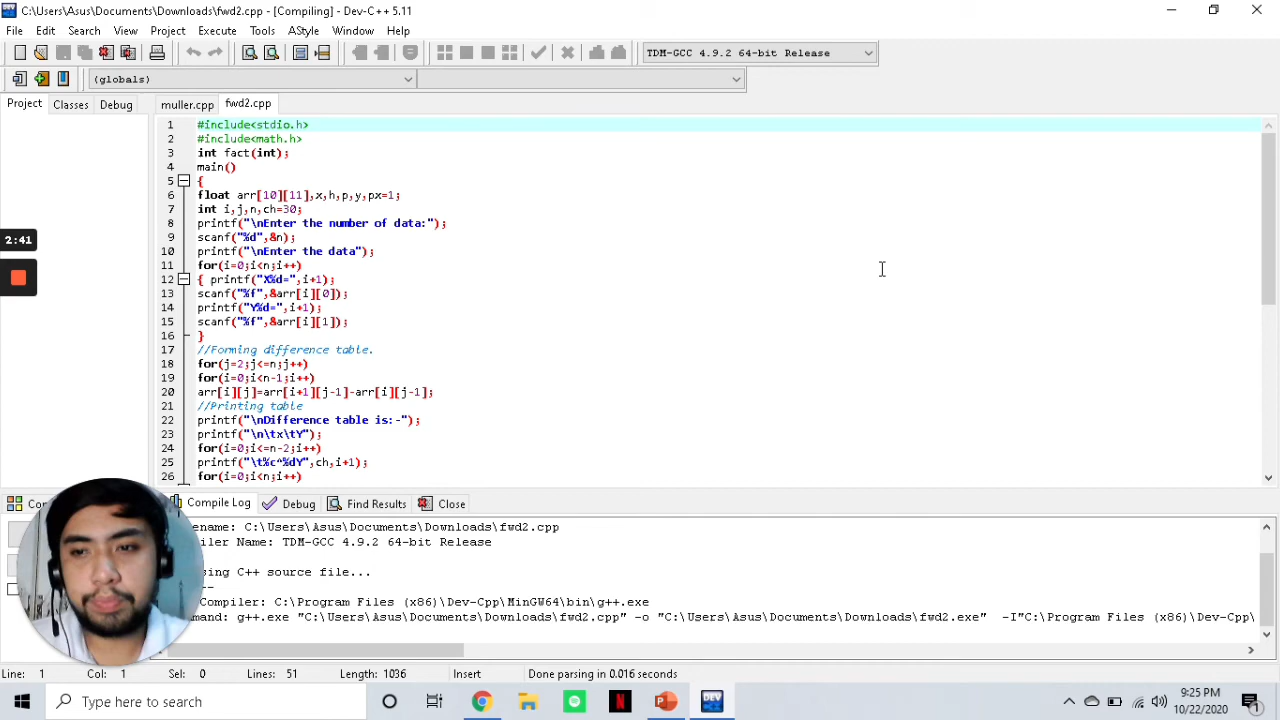 C:\Users\Asus\Documents\Downloads\fwd2.cpp - [Compiling] - Dev-C++ 5.11
File Edit Search View Project Execute Tools AStyle Window Help
TDM-GCC 4.9.2 64-bit Release
(globals)
Project Classes Debug muller.cpp fwd2.cpp
1 #include<stdio.h>
2 #include<math.h>
3 int fact(int);
4 main()
5 {
6 float arr[10][11],x,h,p,y,px=1;
7 int i,j,n,ch=30;
8 printf("\nEnter the number of data:");
9 scanf("%d",&n);
10 printf("\nEnter the data");
11 for(i=0;i<n;i++)
12 { printf("X%d=",i+1);
13 scanf("%f",&arr[i][0]);
14 printf("Y%d=",i+1);
15 scanf("%f",&arr[i][1]);
16 }
17 //Forming difference table.
18 for(j=2;j<=n;j++)
19 for(i=0;i<n-1;i++)
20 arr[i][j]=arr[i+1][j-1]-arr[i][j-1];
21 //Printing table
22 printf("\nDifference table is:-");
23 printf("\n\tx\tY");
24 for(i=0;i<=n-2;i++)
25 printf("\t%c^%dY",ch,i+1);
26 for(i=0;i<n;i++)
2:41
Compile Log Debug Find Results Close
C:\Users\Asus\Documents\Downloads\fwd2.cpp
Name: TDM-GCC 4.9.2 64-bit Release
C++ source file...
Compiler: C:\Program Files (x86)\Dev-Cpp\MinGW64\bin\g++.exe
g++.exe "C:\Users\Asus\Documents\Downloads\fwd2.cpp" -o "C:\Users\Asus\Documents\Downloads\fwd2.exe" -I"C:\Program Files (x86)\Dev-Cpp\
Line: 1 Col: 1 Sel: 0 Lines: 51 Length: 1036 Insert Done parsing in 0.016 seconds
Type here to search
DEV
9:25 PM
10/22/2020
1